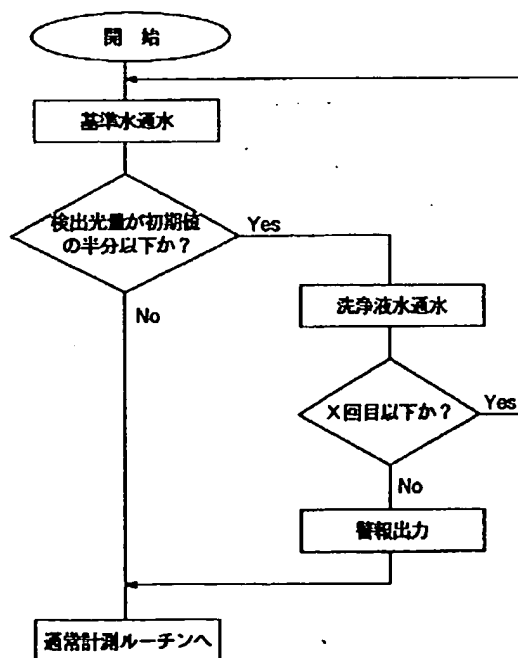 開 始
基準水通水
検出光量が初期値
の半分以下か？
Yes
No
洗浄液水通水
X回目以下か？
Yes
No
警報出力
通常計測ルーチンへ